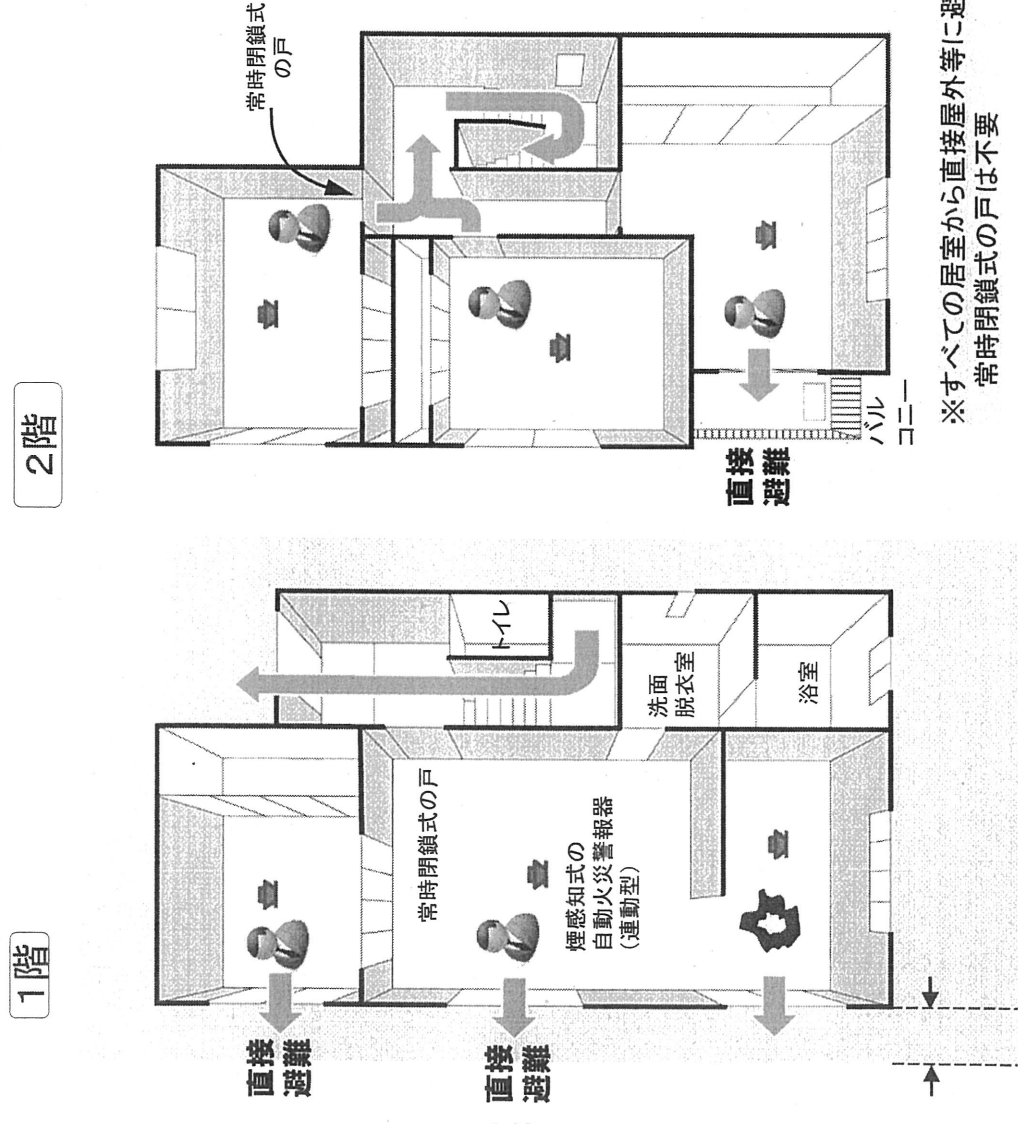 2階
常時閉鎖式
の戸
直接
避難
バル
コニー
※すべての居室から直接屋外等に避
常時閉鎖式の戸は不要
1階
直接
避難
直接
避難
常時閉鎖式の戸
煙感知式の
自動火災警報器
(連動型)
トイレ
洗面
脱衣室
浴室